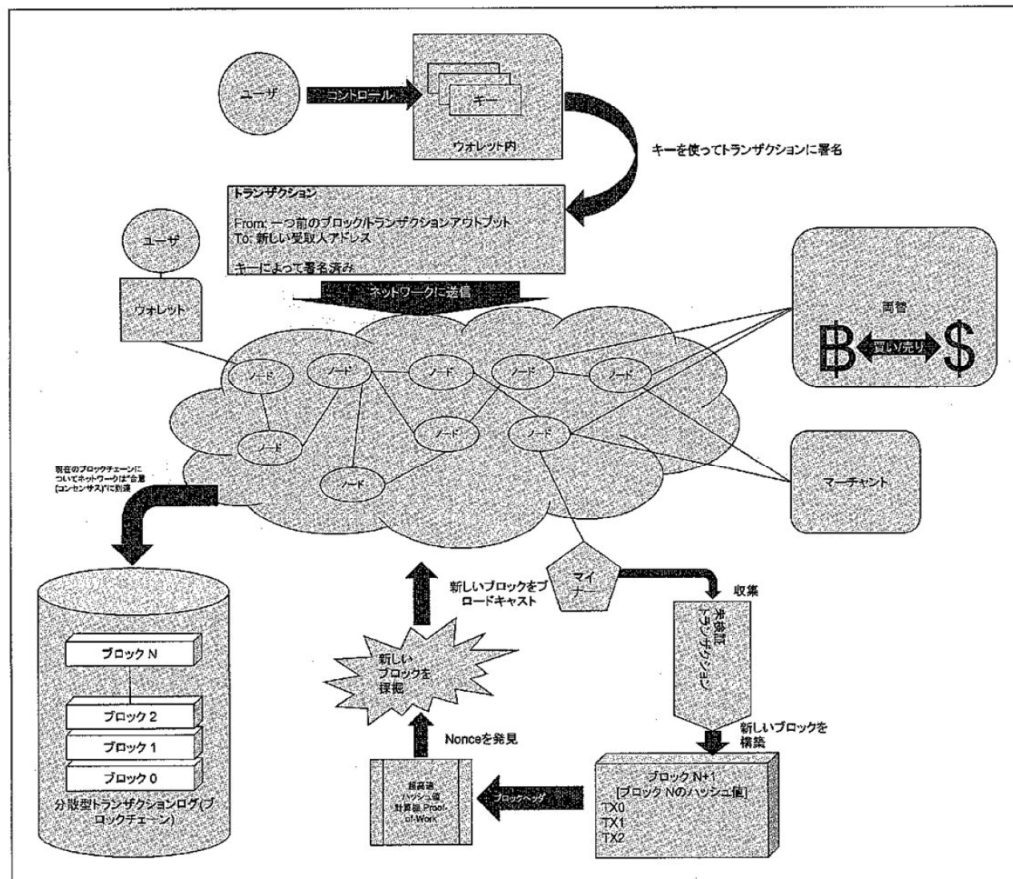 ユーザ
コントロール
キー
ウォレット内
キーを使ってトランザクションに署名
トランザクション
From: 一つ前のブロック/トランザクションアウトプット
To: 新しい受取人アドレス
キーによって署名済み
ユーザ
ウォレット
ネットワークに送信
両替
B
買い/売り
$
ノード
ノード
ノード
ノード
ノード
ノード
ノード
ノード
ノード
マーチャント
現在のブロックチェーンに
ついてネットワークは"合意
(コンセンサス)"に到達
マイ
ナー
収集
未検証
トランザクション
新しいブロックをブ
ロードキャスト
新しい
ブロックを
採掘
新しいブロックを
構築
Nonceを発見
ブロック N
ブロック 2
ブロック 1
ブロック 0
分散型トランザクションログ(ブ
ロックチェーン)
超高速
ハッシュ値
計算器 Proof-
of-Work
ブロックヘッダ
ブロック N+1
[ブロック Nのハッシュ値]
TX0
TX1
TX2